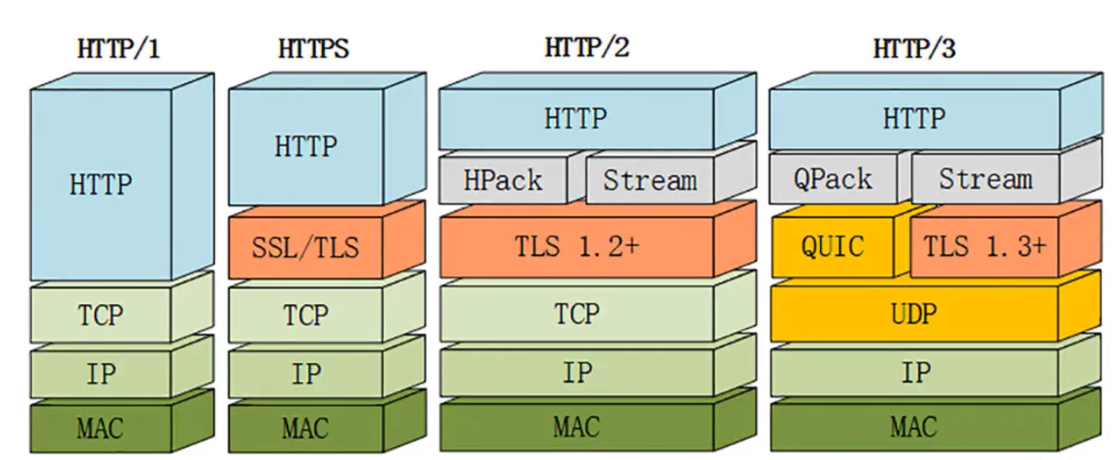 HTTP/1
HTTPS
HTTP/2
HTTP/3
HTTP
HTTP
HTTP
HTTP
HPack
Stream
QPack
Stream
SSL/TLS
TLS 1.2+
QUIC
TLS 1.3+
TCP
TCP
TCP
UDP
IP
IP
IP
IP
MAC
MAC
MAC
MAC